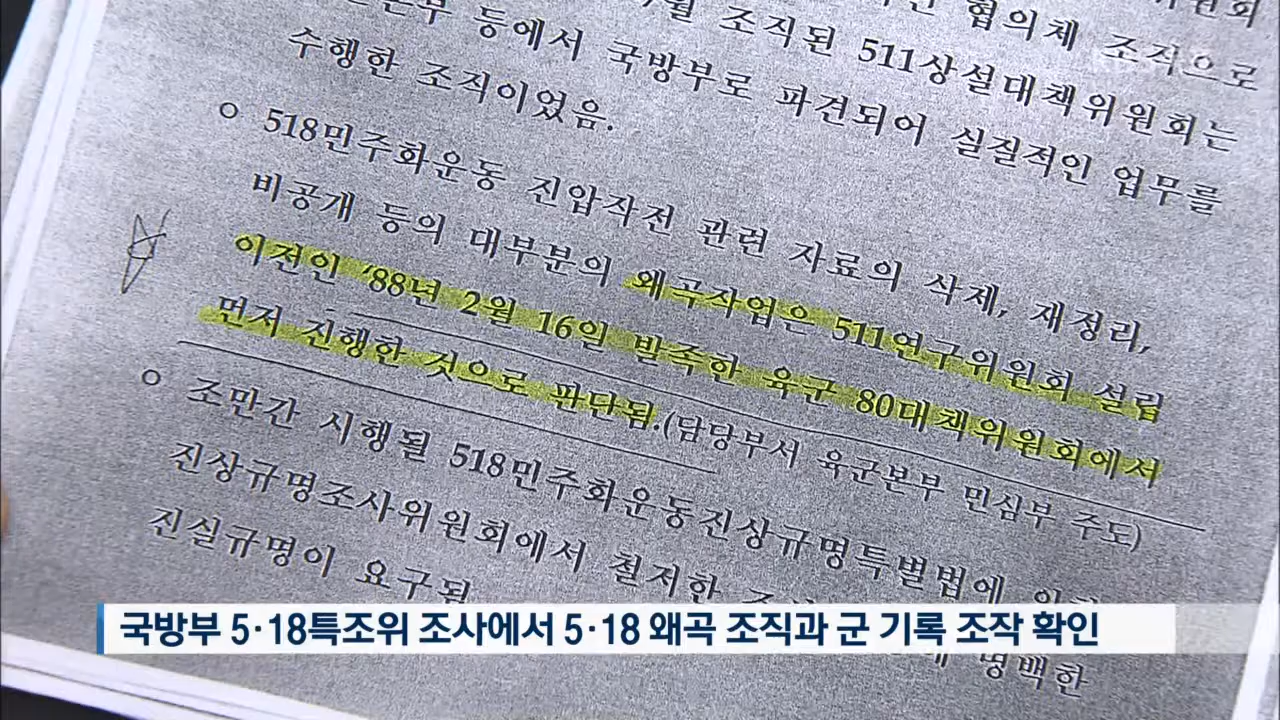 협의체 조직으로
조직된 511상설대책위원회는
등에서 국방부로 파견되어 실질적인 업무를
수행한 조직이었음.
o 518민주화운동 진압작전 관련 자료의 삭제, 재정리,
비공개 등의 대부분의 왜곡작업은 511연구위원회 설립
이전인 '88년 2월 16일 발족한 육군 80대책위원회에서
먼저 진행한 것으로 판단됨.(담당부서 육군본부 민심부 주도)
o 조만간 시행될 518민주화운동진상규명특별법에
진상규명조사위원회에서 철저한
진실규명이 요구됨
명백한
국방부 5·18특조위 조사에서 5·18 왜곡 조직과 군 기록 조작 확인